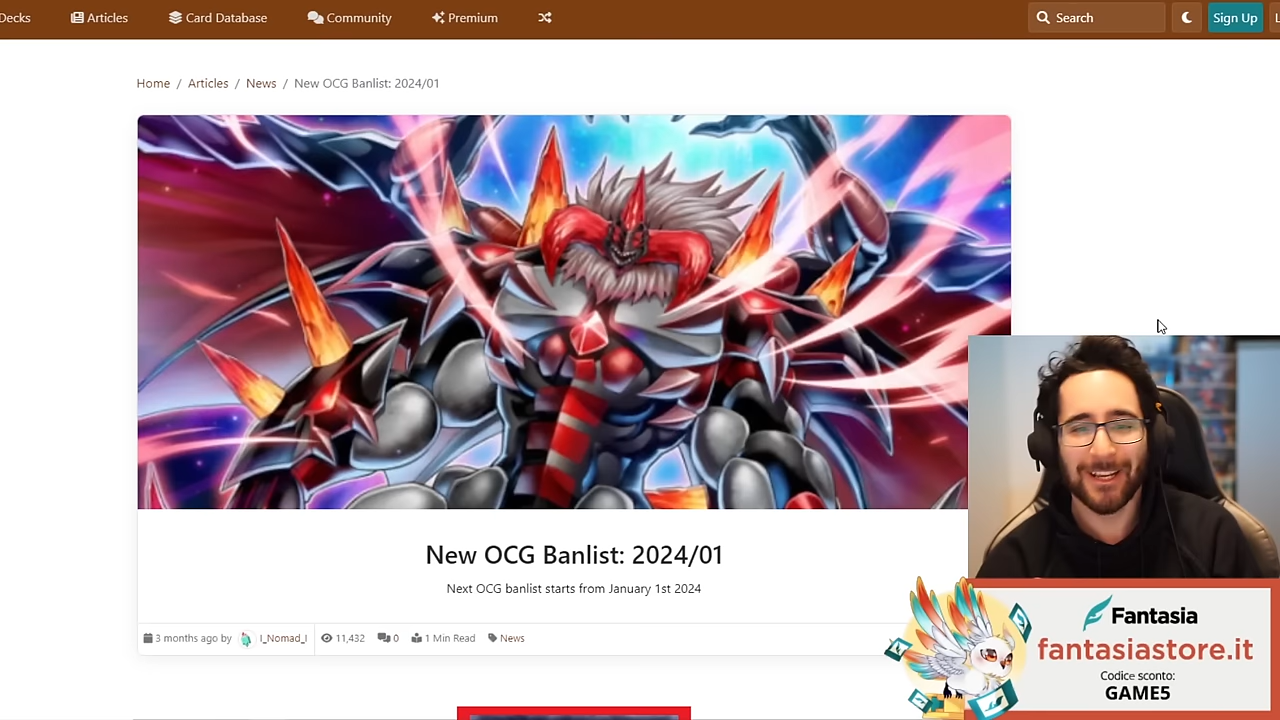 Decks
Articles
Card Database
Community
Premium
Search
Sign Up
Home / Articles / News / New OCG Banlist: 2024/01
New OCG Banlist: 2024/01
Next OCG banlist starts from January 1st 2024
3 months ago by I_Nomad_I 11,432 0 1 Min Read News
Fantasia
fantasiastore.it
Codice sconto:
GAME5